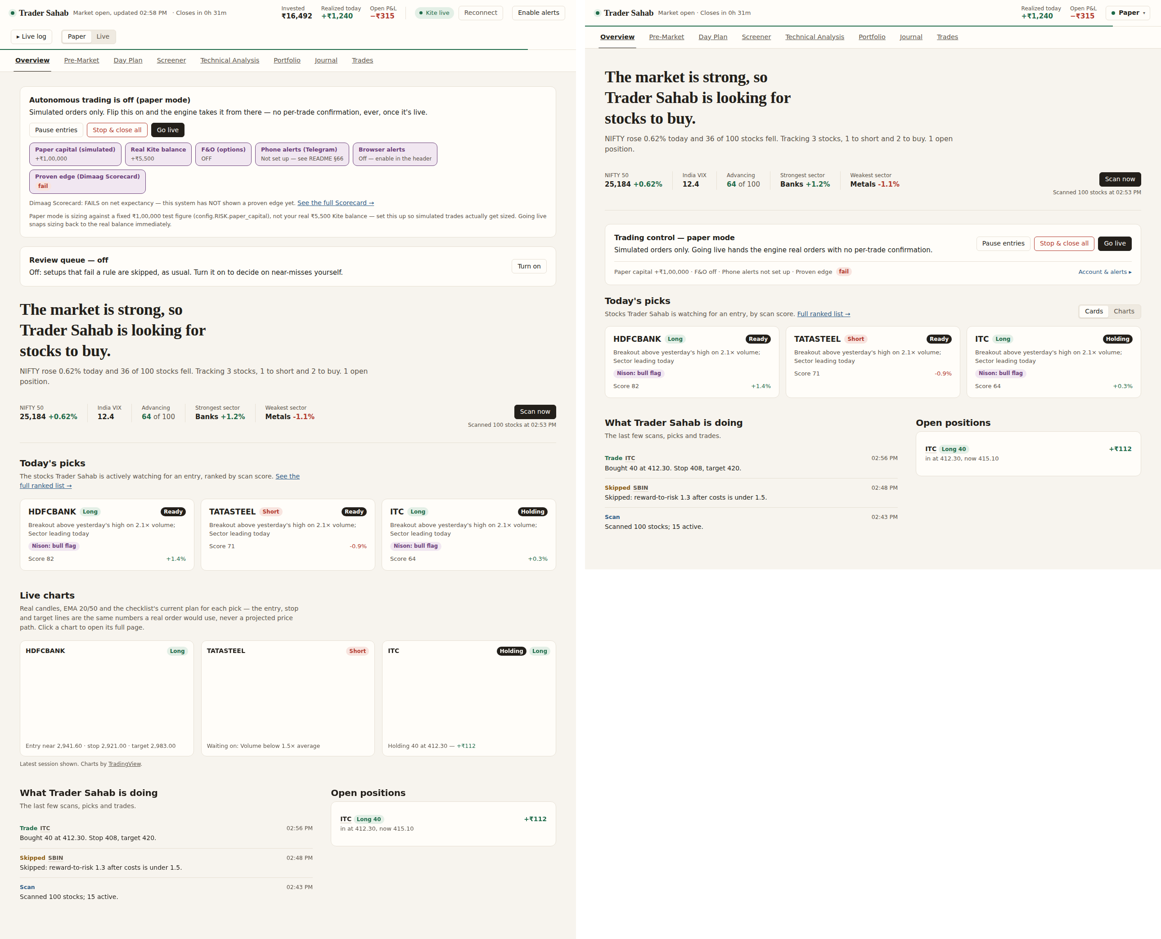 Trader Sahab
Market open, updated 02:58 PM · Closes in 0h 31m
Invested
₹16,492
Realized today
+₹1,240
Open P&L
−₹315
Kite live
Reconnect
Enable alerts
▸ Live log
Paper
Live
Overview
Pre-Market
Day Plan
Screener
Technical Analysis
Portfolio
Journal
Trades
Autonomous trading is off (paper mode)
Simulated orders only. Flip this on and the engine takes it from there — no per-trade confirmation, ever, once it's live.
Pause entries
Stop & close all
Go live
Paper capital (simulated)
+₹1,00,000
Real Kite balance
+₹5,500
F&O (options)
OFF
Phone alerts (Telegram)
Not set up — see README §66
Browser alerts
Off — enable in the header
Proven edge (Dimaag Scorecard)
fail
Dimaag Scorecard: FAILS on net expectancy — this system has NOT shown a proven edge yet. See the full Scorecard →
Paper mode is sizing against a fixed ₹1,00,000 test figure (config.RISK.paper_capital), not your real ₹5,500 Kite balance — set this up so simulated trades actually get sized. Going live
snaps sizing back to the real balance immediately.
Review queue — off
Off: setups that fail a rule are skipped, as usual. Turn it on to decide on near-misses yourself.
Turn on
The market is strong, so
Trader Sahab is looking for
stocks to buy.
NIFTY rose 0.62% today and 36 of 100 stocks fell. Tracking 3 stocks, 1 to short and 2 to buy. 1 open
position.
NIFTY 50
25,184 +0.62%
India VIX
12.4
Advancing
64 of 100
Strongest sector
Banks +1.2%
Weakest sector
Metals -1.1%
Scan now
Scanned 100 stocks at 02:53 PM
Today's picks
The stocks Trader Sahab is actively watching for an entry, ranked by scan score. See the
full ranked list →
HDFCBANK Long Ready
Breakout above yesterday's high on 2.1× volume;
Sector leading today
Nison: bull flag
Score 82 +1.4%
TATASTEEL Short Ready
Breakout above yesterday's high on 2.1× volume;
Sector leading today
Score 71 -0.9%
ITC Long Holding
Breakout above yesterday's high on 2.1× volume;
Sector leading today
Nison: bull flag
Score 64 +0.3%
Live charts
Real candles, EMA 20/50 and the checklist's current plan for each pick — the entry, stop
and target lines are the same numbers a real order would use, never a projected price
path. Click a chart to open its full page.
HDFCBANK Long
Entry near 2,941.60 · stop 2,921.00 · target 2,983.00
TATASTEEL Short
Waiting on: Volume below 1.5× average
ITC Holding Long
Holding 40 at 412.30 — +₹112
Latest session shown. Charts by TradingView.
What Trader Sahab is doing
The last few scans, picks and trades.
Trade ITC 02:56 PM
Bought 40 at 412.30. Stop 408, target 420.
Skipped SBIN 02:48 PM
Skipped: reward-to-risk 1.3 after costs is under 1.5.
Scan 02:43 PM
Scanned 100 stocks; 15 active.
Open positions
ITC Long 40 +₹112
in at 412.30, now 415.10
Trader Sahab
Market open · Closes in 0h 31m
Realized today
+₹1,240
Open P&L
−₹315
Paper ▾
Overview
Pre-Market
Day Plan
Screener
Technical Analysis
Portfolio
Journal
Trades
The market is strong, so
Trader Sahab is looking for
stocks to buy.
NIFTY rose 0.62% today and 36 of 100 stocks fell. Tracking 3 stocks, 1 to short and 2 to buy. 1 open
position.
NIFTY 50
25,184 +0.62%
India VIX
12.4
Advancing
64 of 100
Strongest sector
Banks +1.2%
Weakest sector
Metals -1.1%
Scan now
Scanned 100 stocks at 02:53 PM
Trading control — paper mode
Simulated orders only. Going live hands the engine real orders with no per-trade confirmation.
Pause entries
Stop & close all
Go live
Paper capital +₹1,00,000 · F&O off · Phone alerts not set up · Proven edge fail
Account & alerts ▸
Today's picks
Stocks Trader Sahab is watching for an entry, by scan score. Full ranked list →
Cards
Charts
HDFCBANK Long Ready
Breakout above yesterday's high on 2.1× volume;
Sector leading today
Nison: bull flag
Score 82 +1.4%
TATASTEEL Short Ready
Breakout above yesterday's high on 2.1× volume;
Sector leading today
Score 71 -0.9%
ITC Long Holding
Breakout above yesterday's high on 2.1× volume;
Sector leading today
Nison: bull flag
Score 64 +0.3%
What Trader Sahab is doing
The last few scans, picks and trades.
Trade ITC 02:56 PM
Bought 40 at 412.30. Stop 408, target 420.
Skipped SBIN 02:48 PM
Skipped: reward-to-risk 1.3 after costs is under 1.5.
Scan 02:43 PM
Scanned 100 stocks; 15 active.
Open positions
ITC Long 40 +₹112
in at 412.30, now 415.10